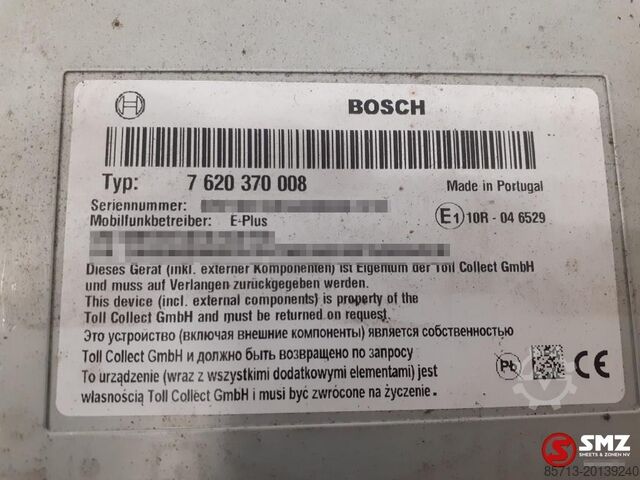 BOSCH
Typ: 7 620 370 008
Seriennummer:
Made in Portugal
Mobilfunkbetreiber: E-Plus
E1 10R - 04 6529
Dieses Gerät (inkl. externer Komponenten) ist Eigentum der Toll Collect GmbH
und muss auf Verlangen zurückgegeben werden.
This device (incl. external components) is property of the
Toll Collect GmbH and must be returned on request.
Это устройство (включая внешние компоненты) является собственностью
Toll Collect GmbH и должно быть возвращено по запросу
To urządzenie (wraz z wszystkimi dodatkowymi elementami) jest
własnością Toll Collect GmbH i musi być zwrócone na życzenie.
Pb
CE
SMZ
SHEETS & ZONEN NV
85713-20139240